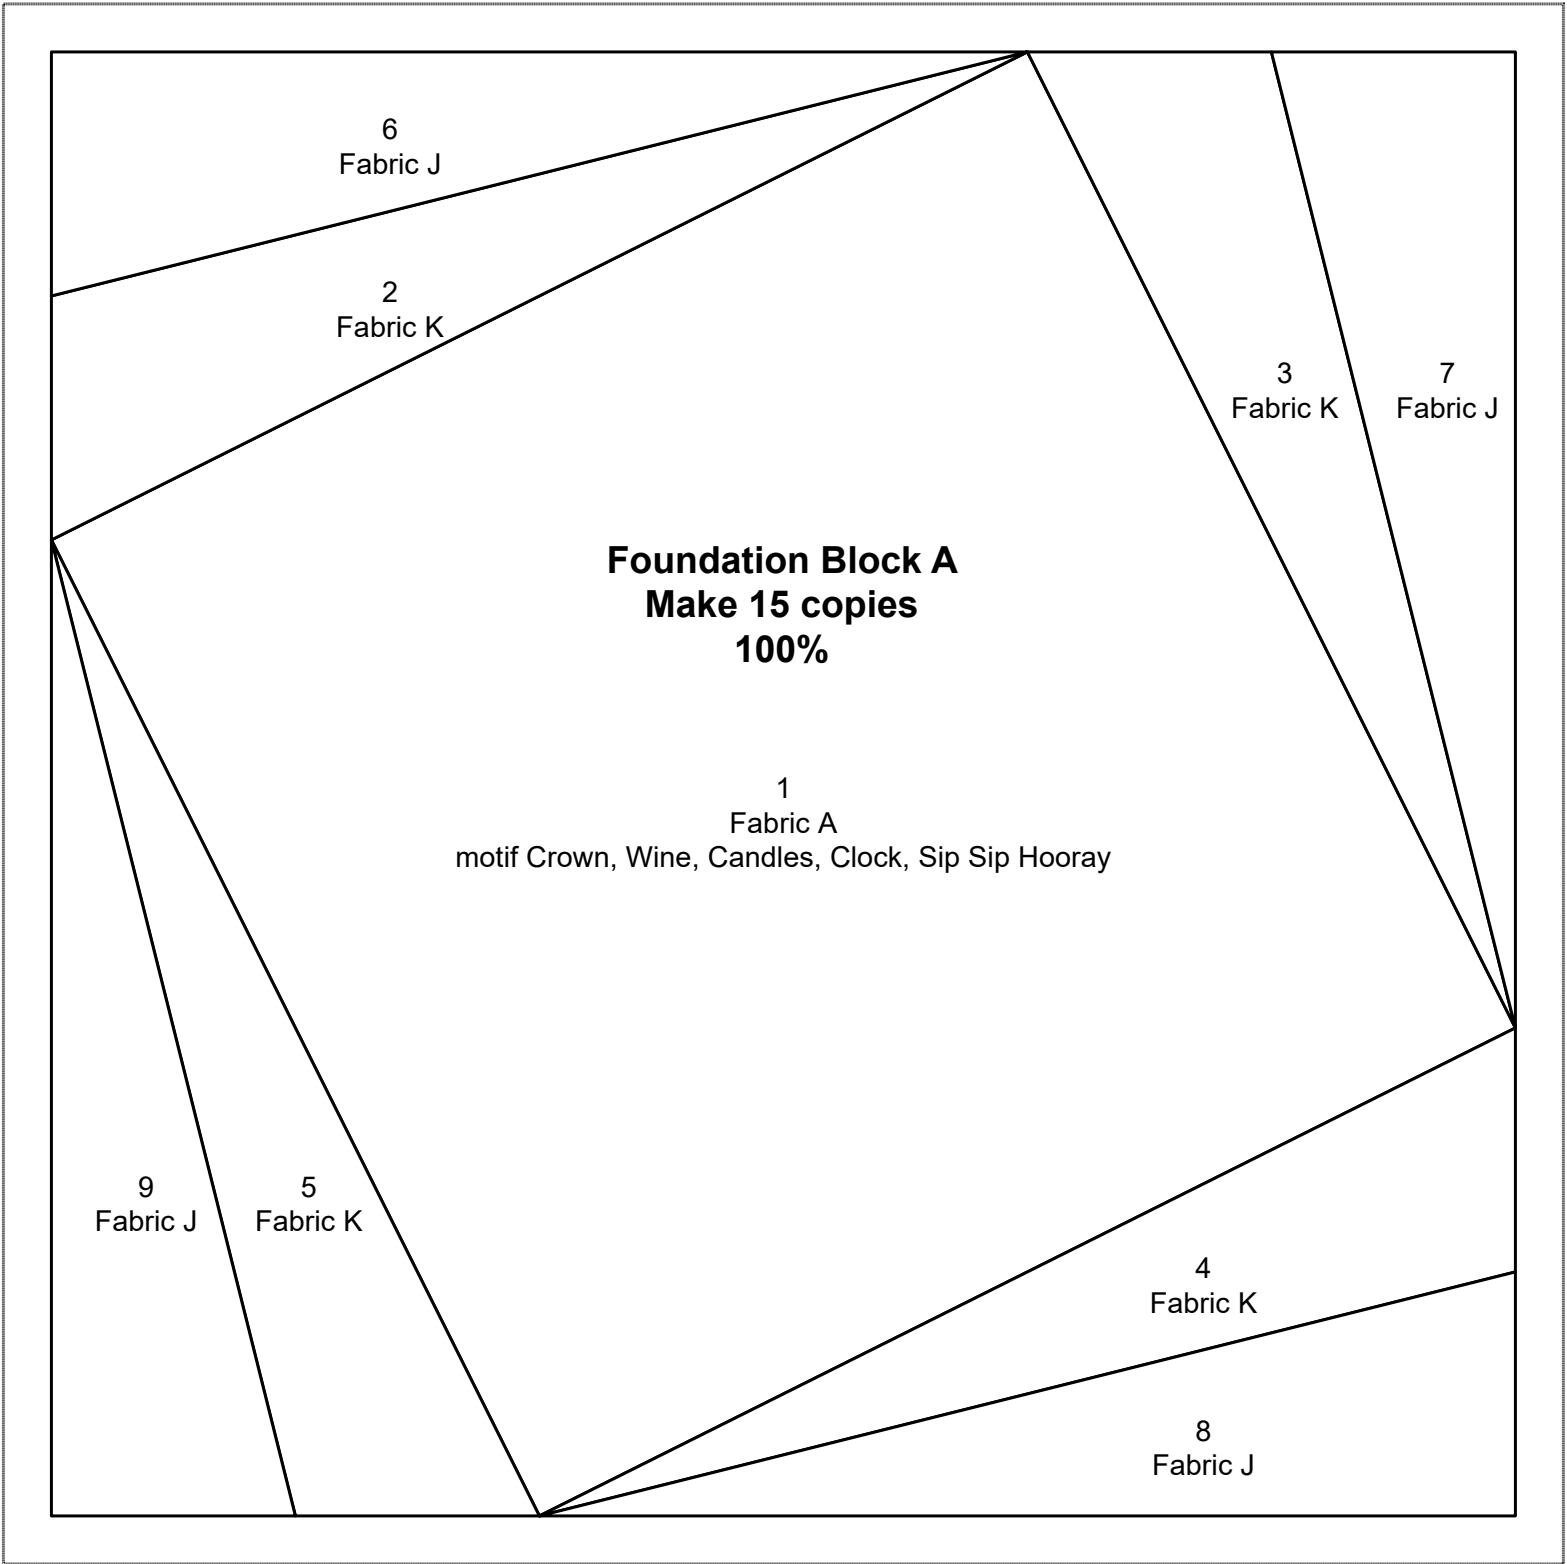 6
Fabric J
2
Fabric K
3
Fabric K
7
Fabric J
Foundation Block A
Make 15 copies
100%
1
Fabric A
motif Crown, Wine, Candles, Clock, Sip Sip Hooray
9
Fabric J
5
Fabric K
4
Fabric K
8
Fabric J